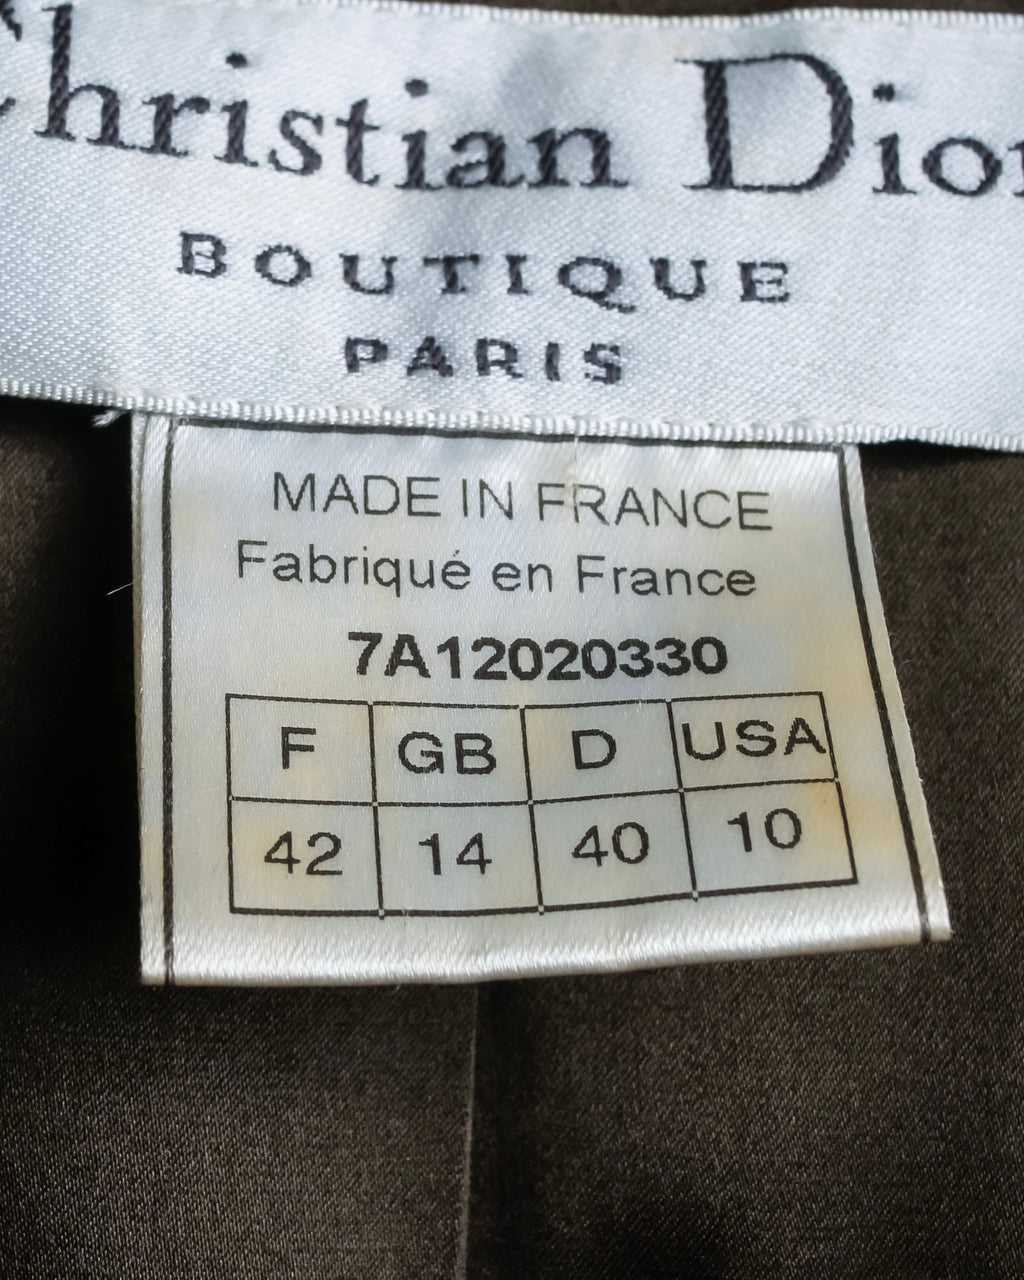 Christian Dior
BOUTIQUE
PARIS
MADE IN FRANCE
Fabriqué en France
7A12020330
F GB D USA
42 14 40 10